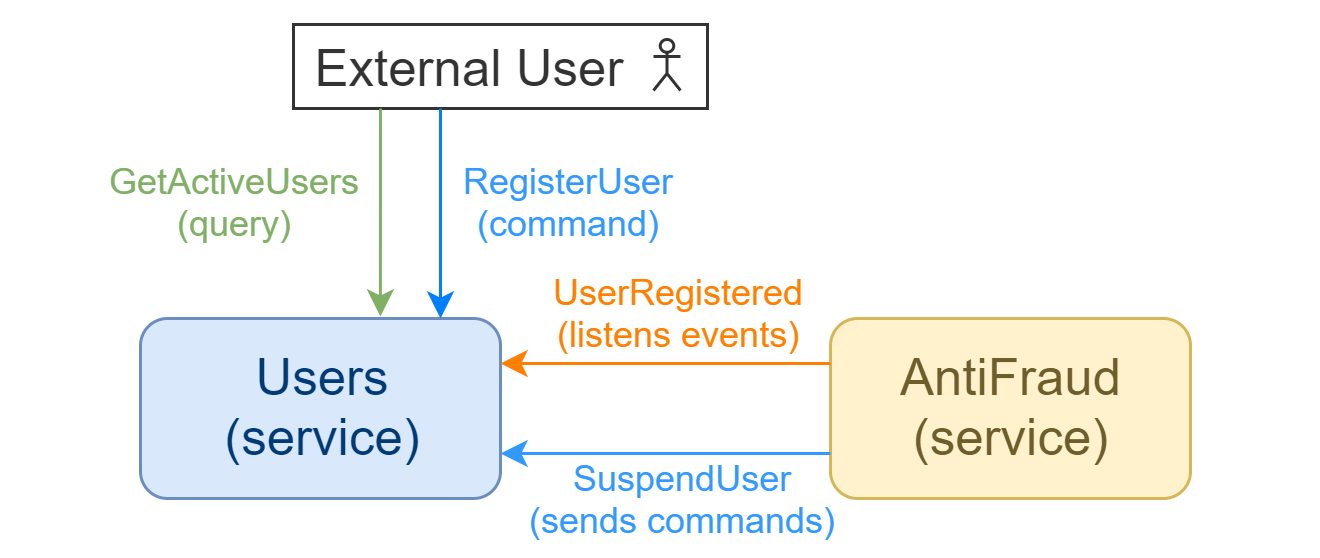 External User
GetActiveUsers
(query)
RegisterUser
(command)
UserRegistered
(listens events)
Users
(service)
AntiFraud
(service)
SuspendUser
(sends commands)